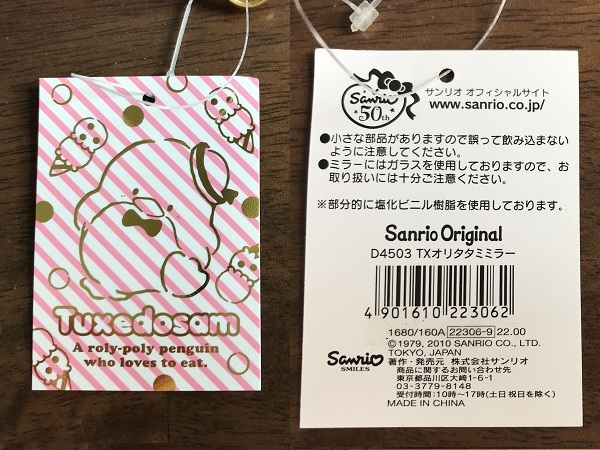 Tuxedosam
A roly-poly penguin
who loves to eat.
Sanrio
50th
サンリオ オフィシャルサイト
www.sanrio.co.jp/
●小さな部品がありますので誤って飲み込まない
ように注意してください。
●ミラーにはガラスを使用しておりますので、お
取り扱いには十分ご注意ください。
※部分的に塩化ビニル樹脂を使用しております。
Sanrio Original
D4503 TXオリタタミミラー
4 901610 223062
1680/160A 22306-9 22.00
©1979, 2010 SANRIO CO., LTD.
TOKYO, JAPAN
Sanrio
SMILES
著作・発売元 株式会社サンリオ
商品に関するお問い合わせ先
東京都品川区大崎1-6-1
03-3779-8148
受付時間:10時~17時(土日祝日を除く)
MADE IN CHINA